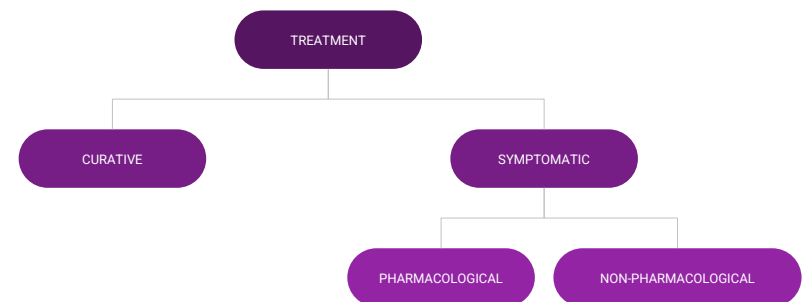 TREATMENT
CURATIVE
SYMPTOMATIC
PHARMACOLOGICAL
NON-PHARMACOLOGICAL